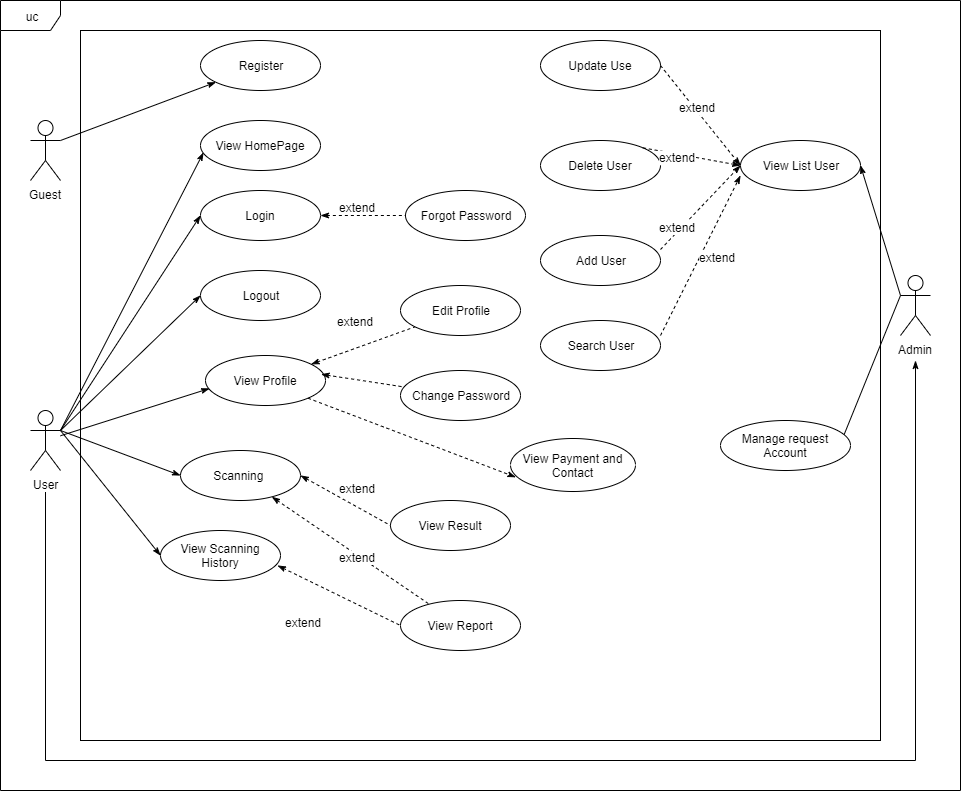 uc
Register
Update Use
extend
View HomePage
Delete User
extend
View List User
Guest
Login
extend
Forgot Password
extend
Add User
extend
Logout
Edit Profile
extend
Search User
Admin
View Profile
Change Password
Manage request
Account
View Payment and
Contact
User
Scanning
extend
View Result
View Scanning
History
extend
extend
View Report